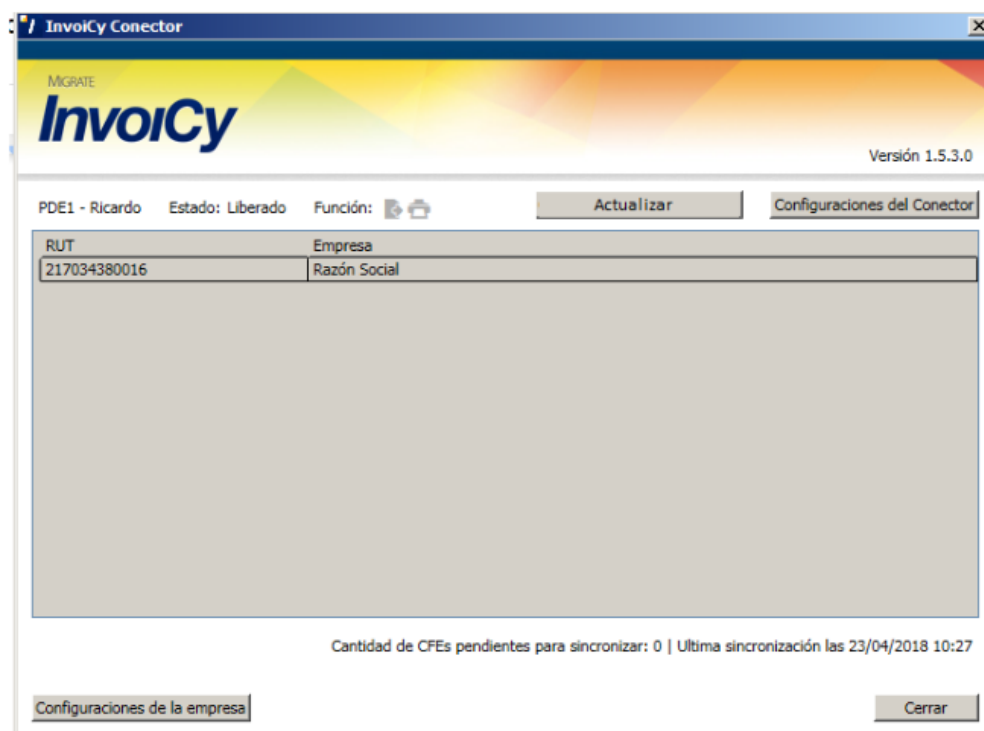 InvoiCy Conector
MIGRATE
InvoiCy
Versión 1.5.3.0
PDE1 - Ricardo Estado: Liberado Función: Actualizar Configuraciones del Conector
RUT Empresa
217034380016 Razón Social
Cantidad de CFEs pendientes para sincronizar: 0 | Ultima sincronización las 23/04/2018 10:27
Configuraciones de la empresa Cerrar